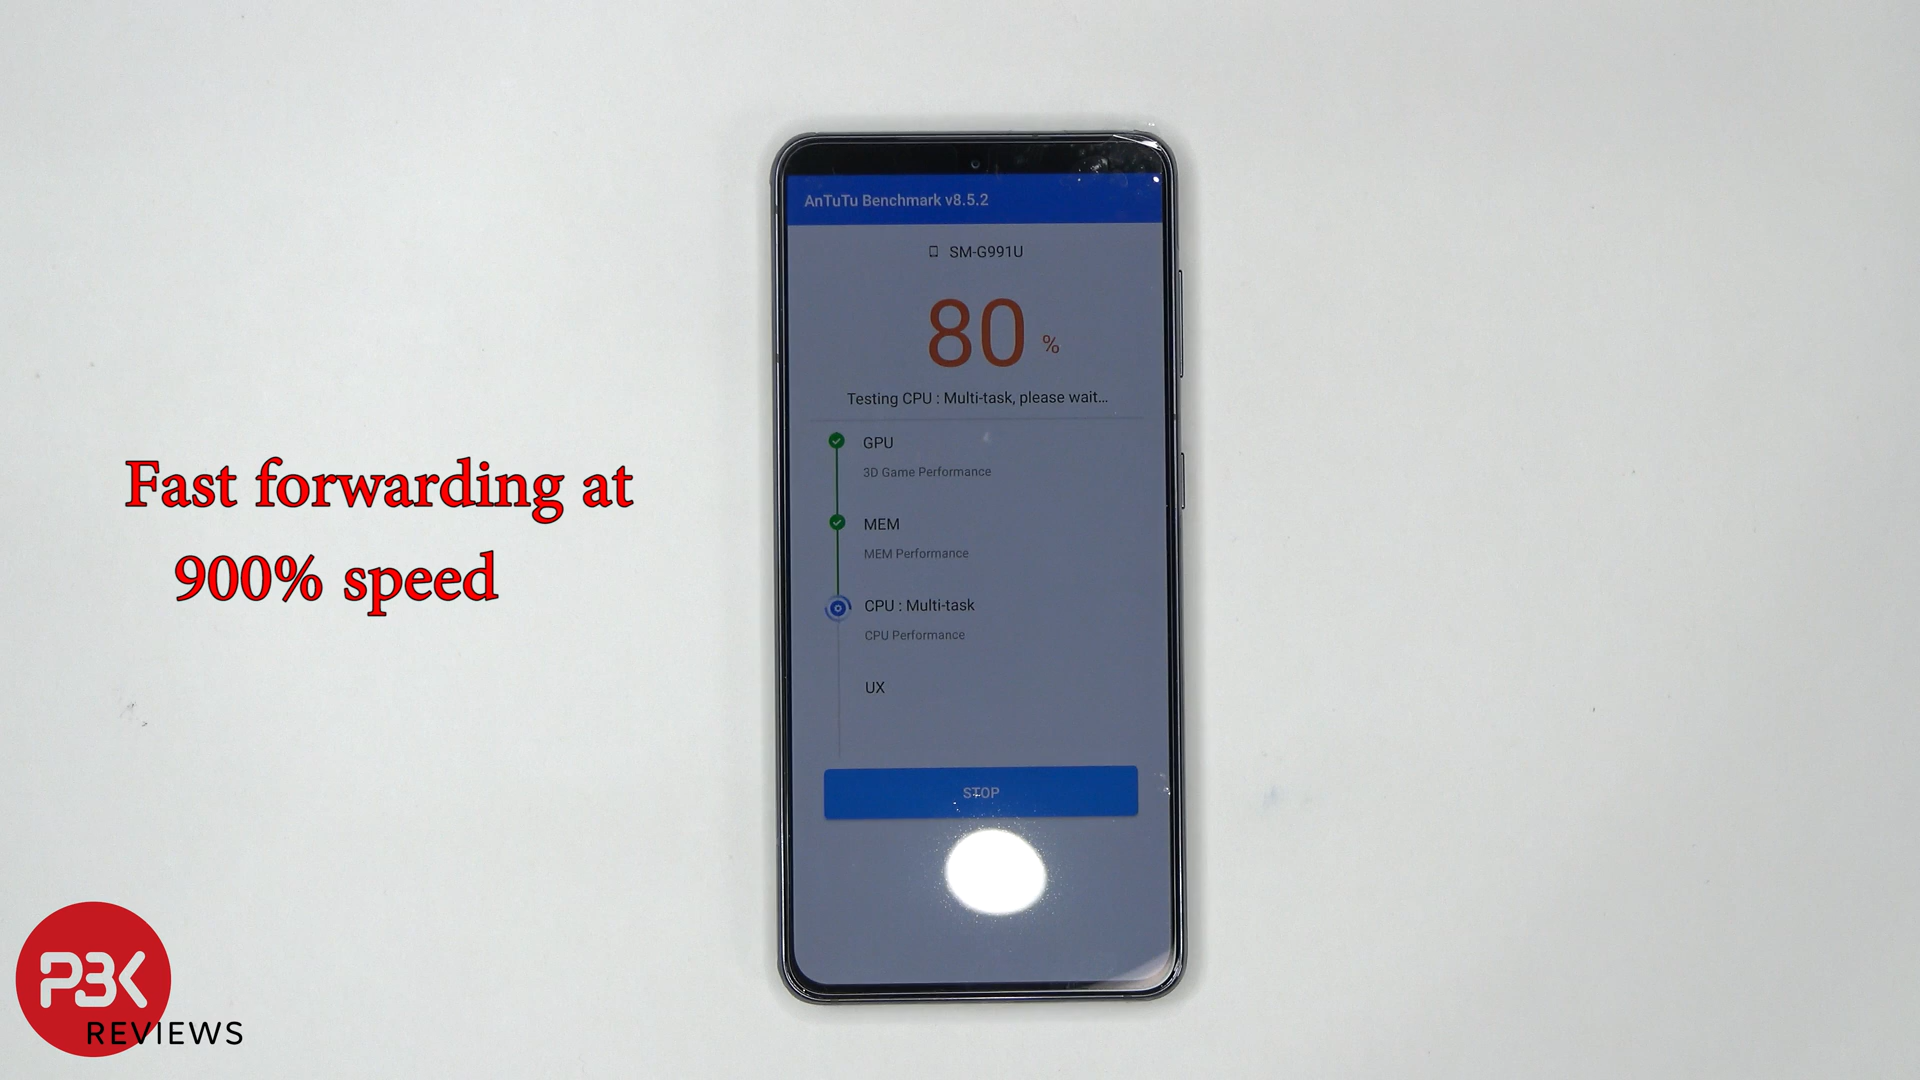 AnTuTu Benchmark v8.5.2
SM-G991U
80 %
Testing CPU : Multi-task, please wait...
GPU
3D Game Performance
MEM
MEM Performance
CPU : Multi-task
CPU Performance
UX
STOP
Fast forwarding at
900% speed
PBK
REVIEWS